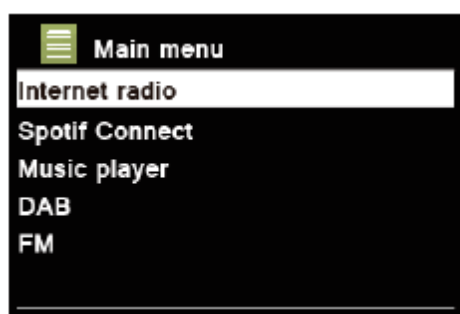 Main menu
Internet radio
Spotif Connect
Music player
DAB
FM